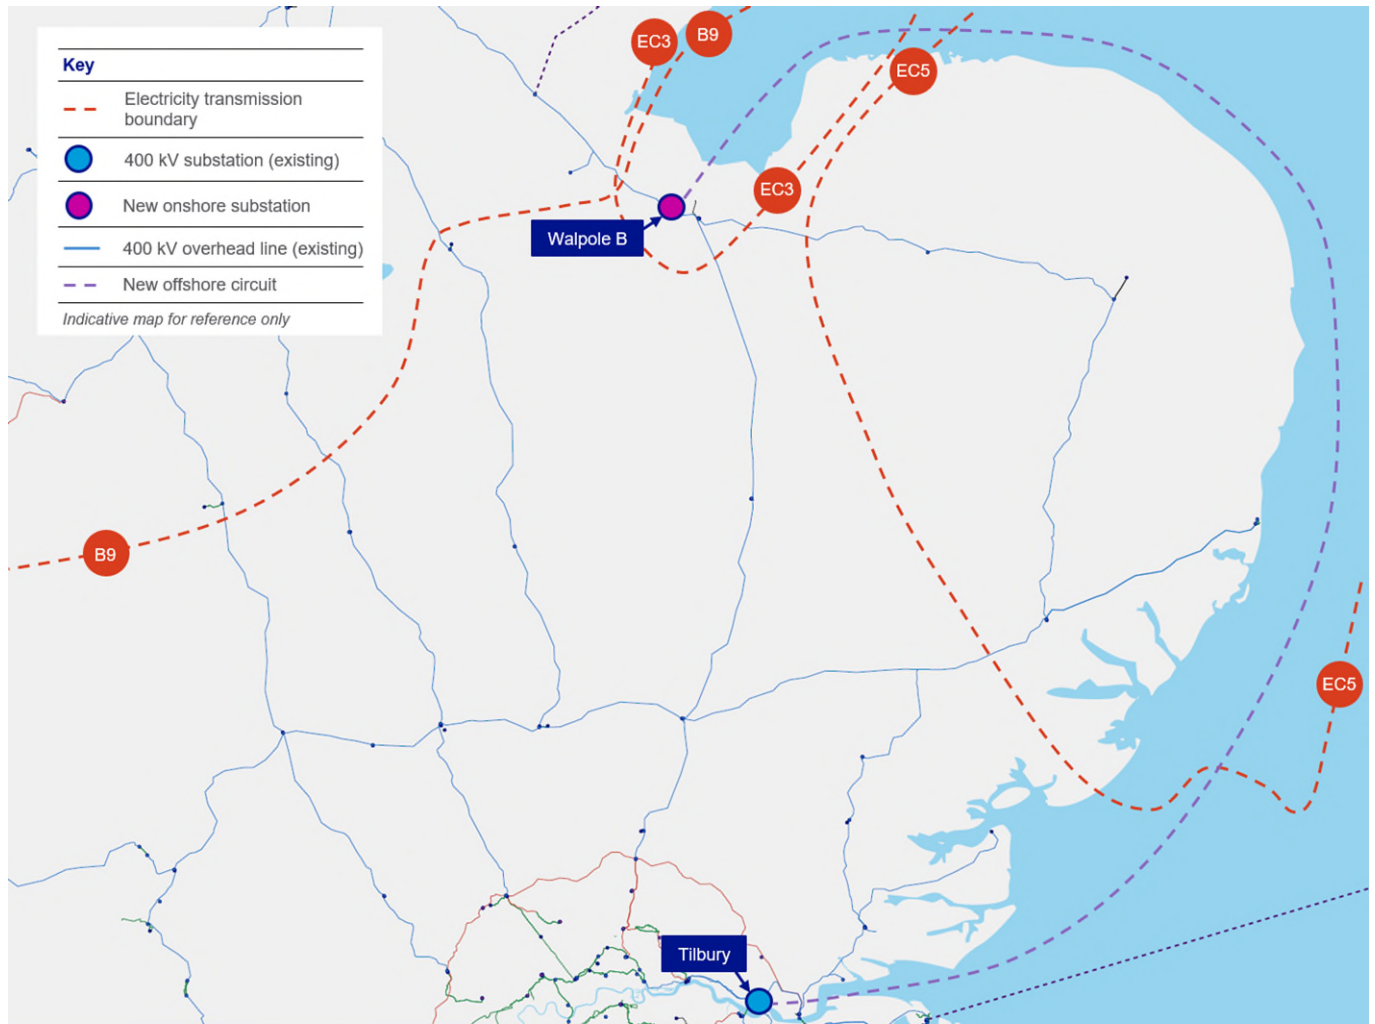 EC3
B9
Key
EC5
Electricity transmission
boundary
400 kV substation (existing)
EC3
New onshore substation
Walpole B
400 kV overhead line (existing)
New offshore circuit
Indicative map for reference only
B9
EC5
Tilbury